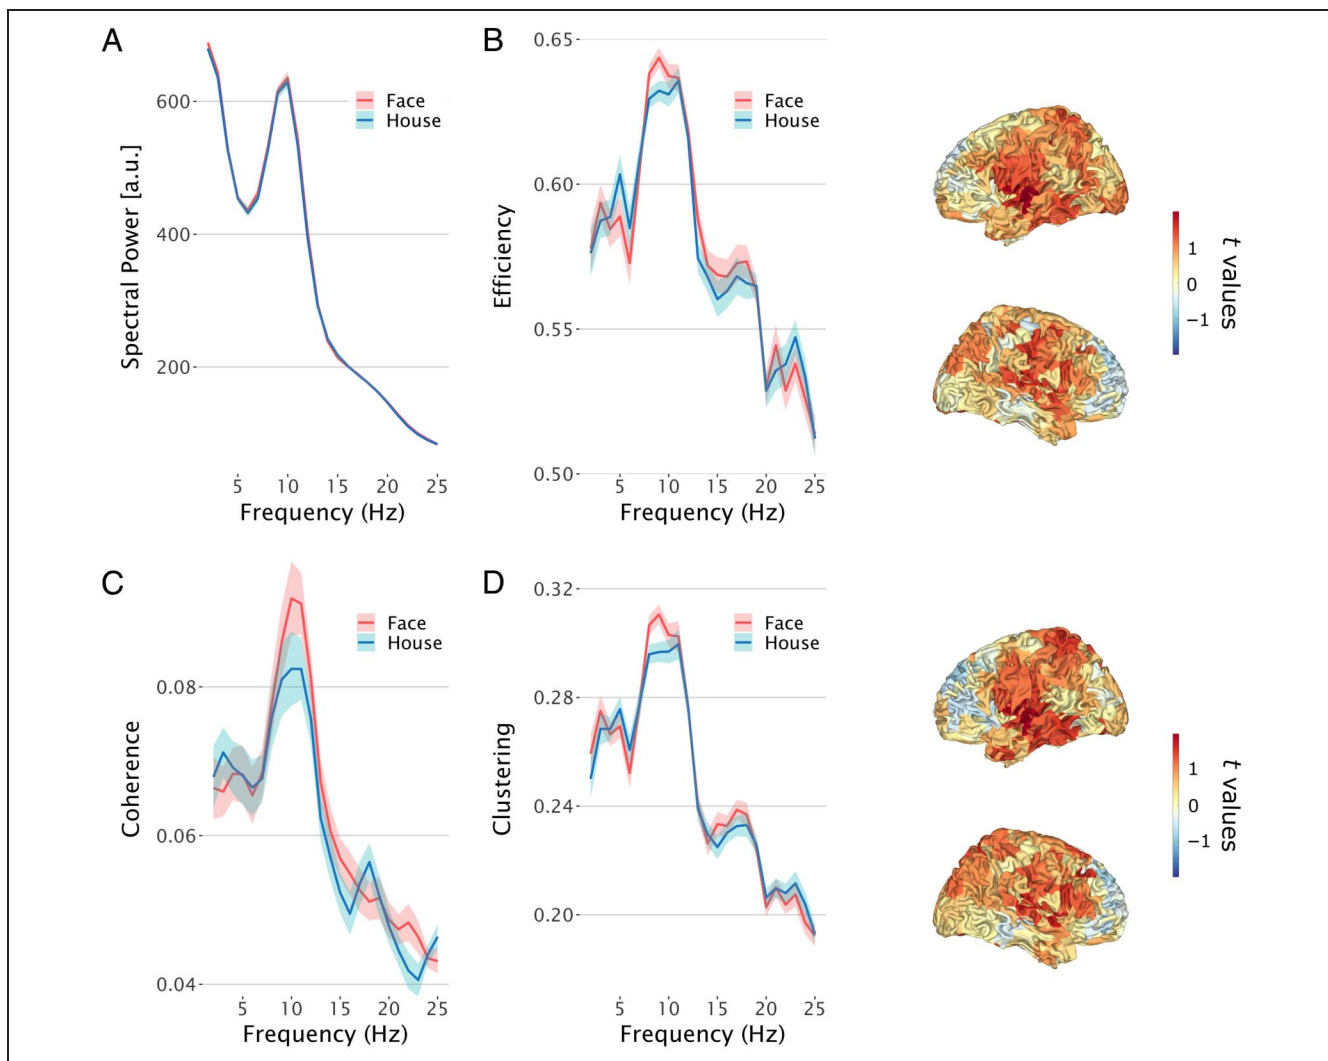 A
Spectral Power [a.u.]
600
400
200
Face
House
5 10 15 20 25
Frequency (Hz)
B
Efficiency
0.65
0.60
0.55
0.50
Face
House
5 10 15 20 25
Frequency (Hz)
1
0
−1
t values
C
Coherence
0.08
0.06
0.04
Face
House
5 10 15 20 25
Frequency (Hz)
D
Clustering
0.32
0.28
0.24
0.20
Face
House
5 10 15 20 25
Frequency (Hz)
1
0
−1
t values